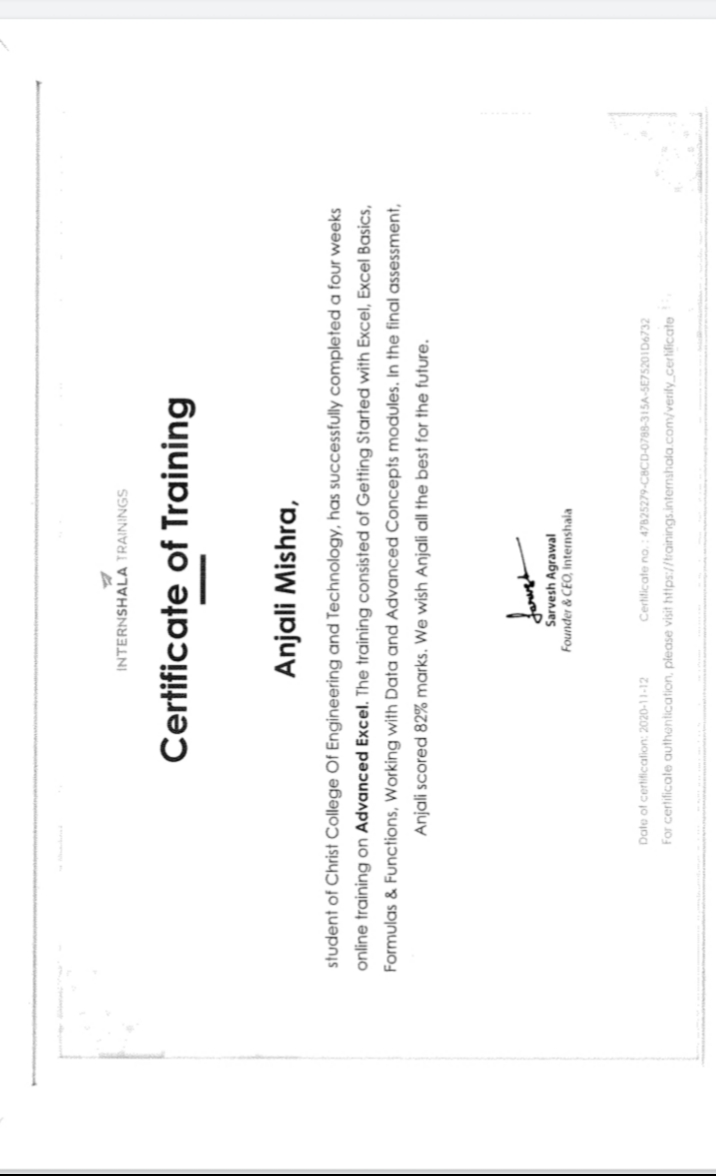 INTERNSHALA TRAININGS
Certificate of Training
Anjali Mishra,
student of Christ College Of Engineering and Technology, has successfully completed a four weeks
online training on Advanced Excel. The training consisted of Getting Started with Excel, Excel Basics,
Formulas & Functions, Working with Data and Advanced Concepts modules. In the final assessment,
Anjali scored 82% marks. We wish Anjali all the best for the future.
Sarvesh Agrawal
Founder & CEO, Internshala
Date of certification: 2020-11-12 Certificate no. : 47B25279-CBCD-07B8-315A-5E75201D6732
For certificate authentication, please visit https://trainings.internshala.com/verify_certificate